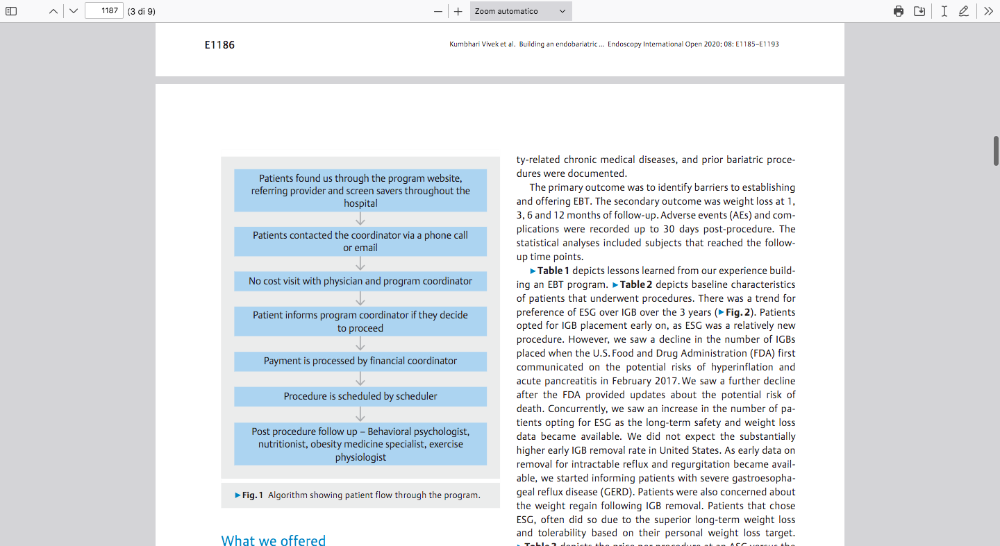 1187
(3 di 9)
Zoom automatico
E1186
Kumbhari Vivek et al. Building an endobariatric … Endoscopy International Open 2020; 08: E1185–E1193
Patients found us through the program website,
referring provider and screen savers throughout the
hospital
Patients contacted the coordinator via a phone call
or email
No cost visit with physician and program coordinator
Patient informs program coordinator if they decide
to proceed
Payment is processed by financial coordinator
Procedure is scheduled by scheduler
Post procedure follow up – Behavioral psychologist,
nutritionist, obesity medicine specialist, exercise
physiologist
▶Fig. 1 Algorithm showing patient flow through the program.
What we offered
ty-related chronic medical diseases, and prior bariatric proce-
dures were documented.
The primary outcome was to identify barriers to establishing
and offering EBT. The secondary outcome was weight loss at 1,
3, 6 and 12 months of follow-up. Adverse events (AEs) and com-
plications were recorded up to 30 days post-procedure. The
statistical analyses included subjects that reached the follow-
up time points.
▶Table 1 depicts lessons learned from our experience build-
ing an EBT program. ▶Table 2 depicts baseline characteristics
of patients that underwent procedures. There was a trend for
preference of ESG over IGB over the 3 years (▶Fig. 2). Patients
opted for IGB placement early on, as ESG was a relatively new
procedure. However, we saw a decline in the number of IGBs
placed when the U.S. Food and Drug Administration (FDA) first
communicated on the potential risks of hyperinflation and
acute pancreatitis in February 2017. We saw a further decline
after the FDA provided updates about the potential risk of
death. Concurrently, we saw an increase in the number of pa-
tients opting for ESG as the long-term safety and weight loss
data became available. We did not expect the substantially
higher early IGB removal rate in United States. As early data on
removal for intractable reflux and regurgitation became avail-
able, we started informing patients with severe gastroesopha-
geal reflux disease (GERD). Patients were also concerned about
the weight regain following IGB removal. Patients that chose
ESG, often did so due to the superior long-term weight loss
and tolerability based on their personal weight loss target.
▶Table 3 depicts the price per procedure at an ASC versus the